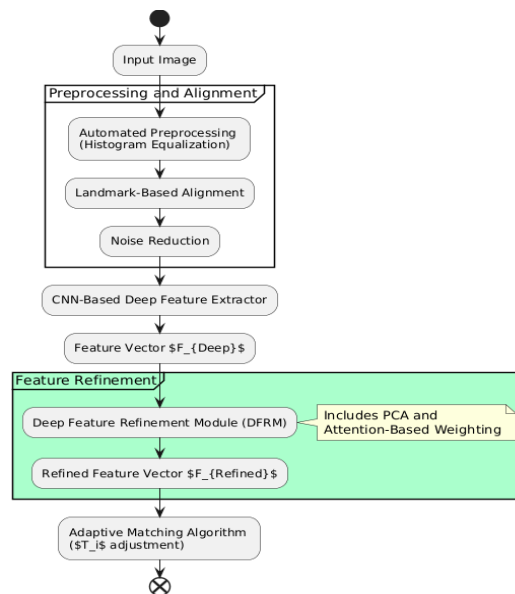 Input Image
Preprocessing and Alignment
Automated Preprocessing
(Histogram Equalization)
Landmark-Based Alignment
Noise Reduction
CNN-Based Deep Feature Extractor
Feature Vector $F_{Deep}$
Feature Refinement
Deep Feature Refinement Module (DFRM)
Includes PCA and
Attention-Based Weighting
Refined Feature Vector $F_{Refined}$
Adaptive Matching Algorithm
($T_i$ adjustment)